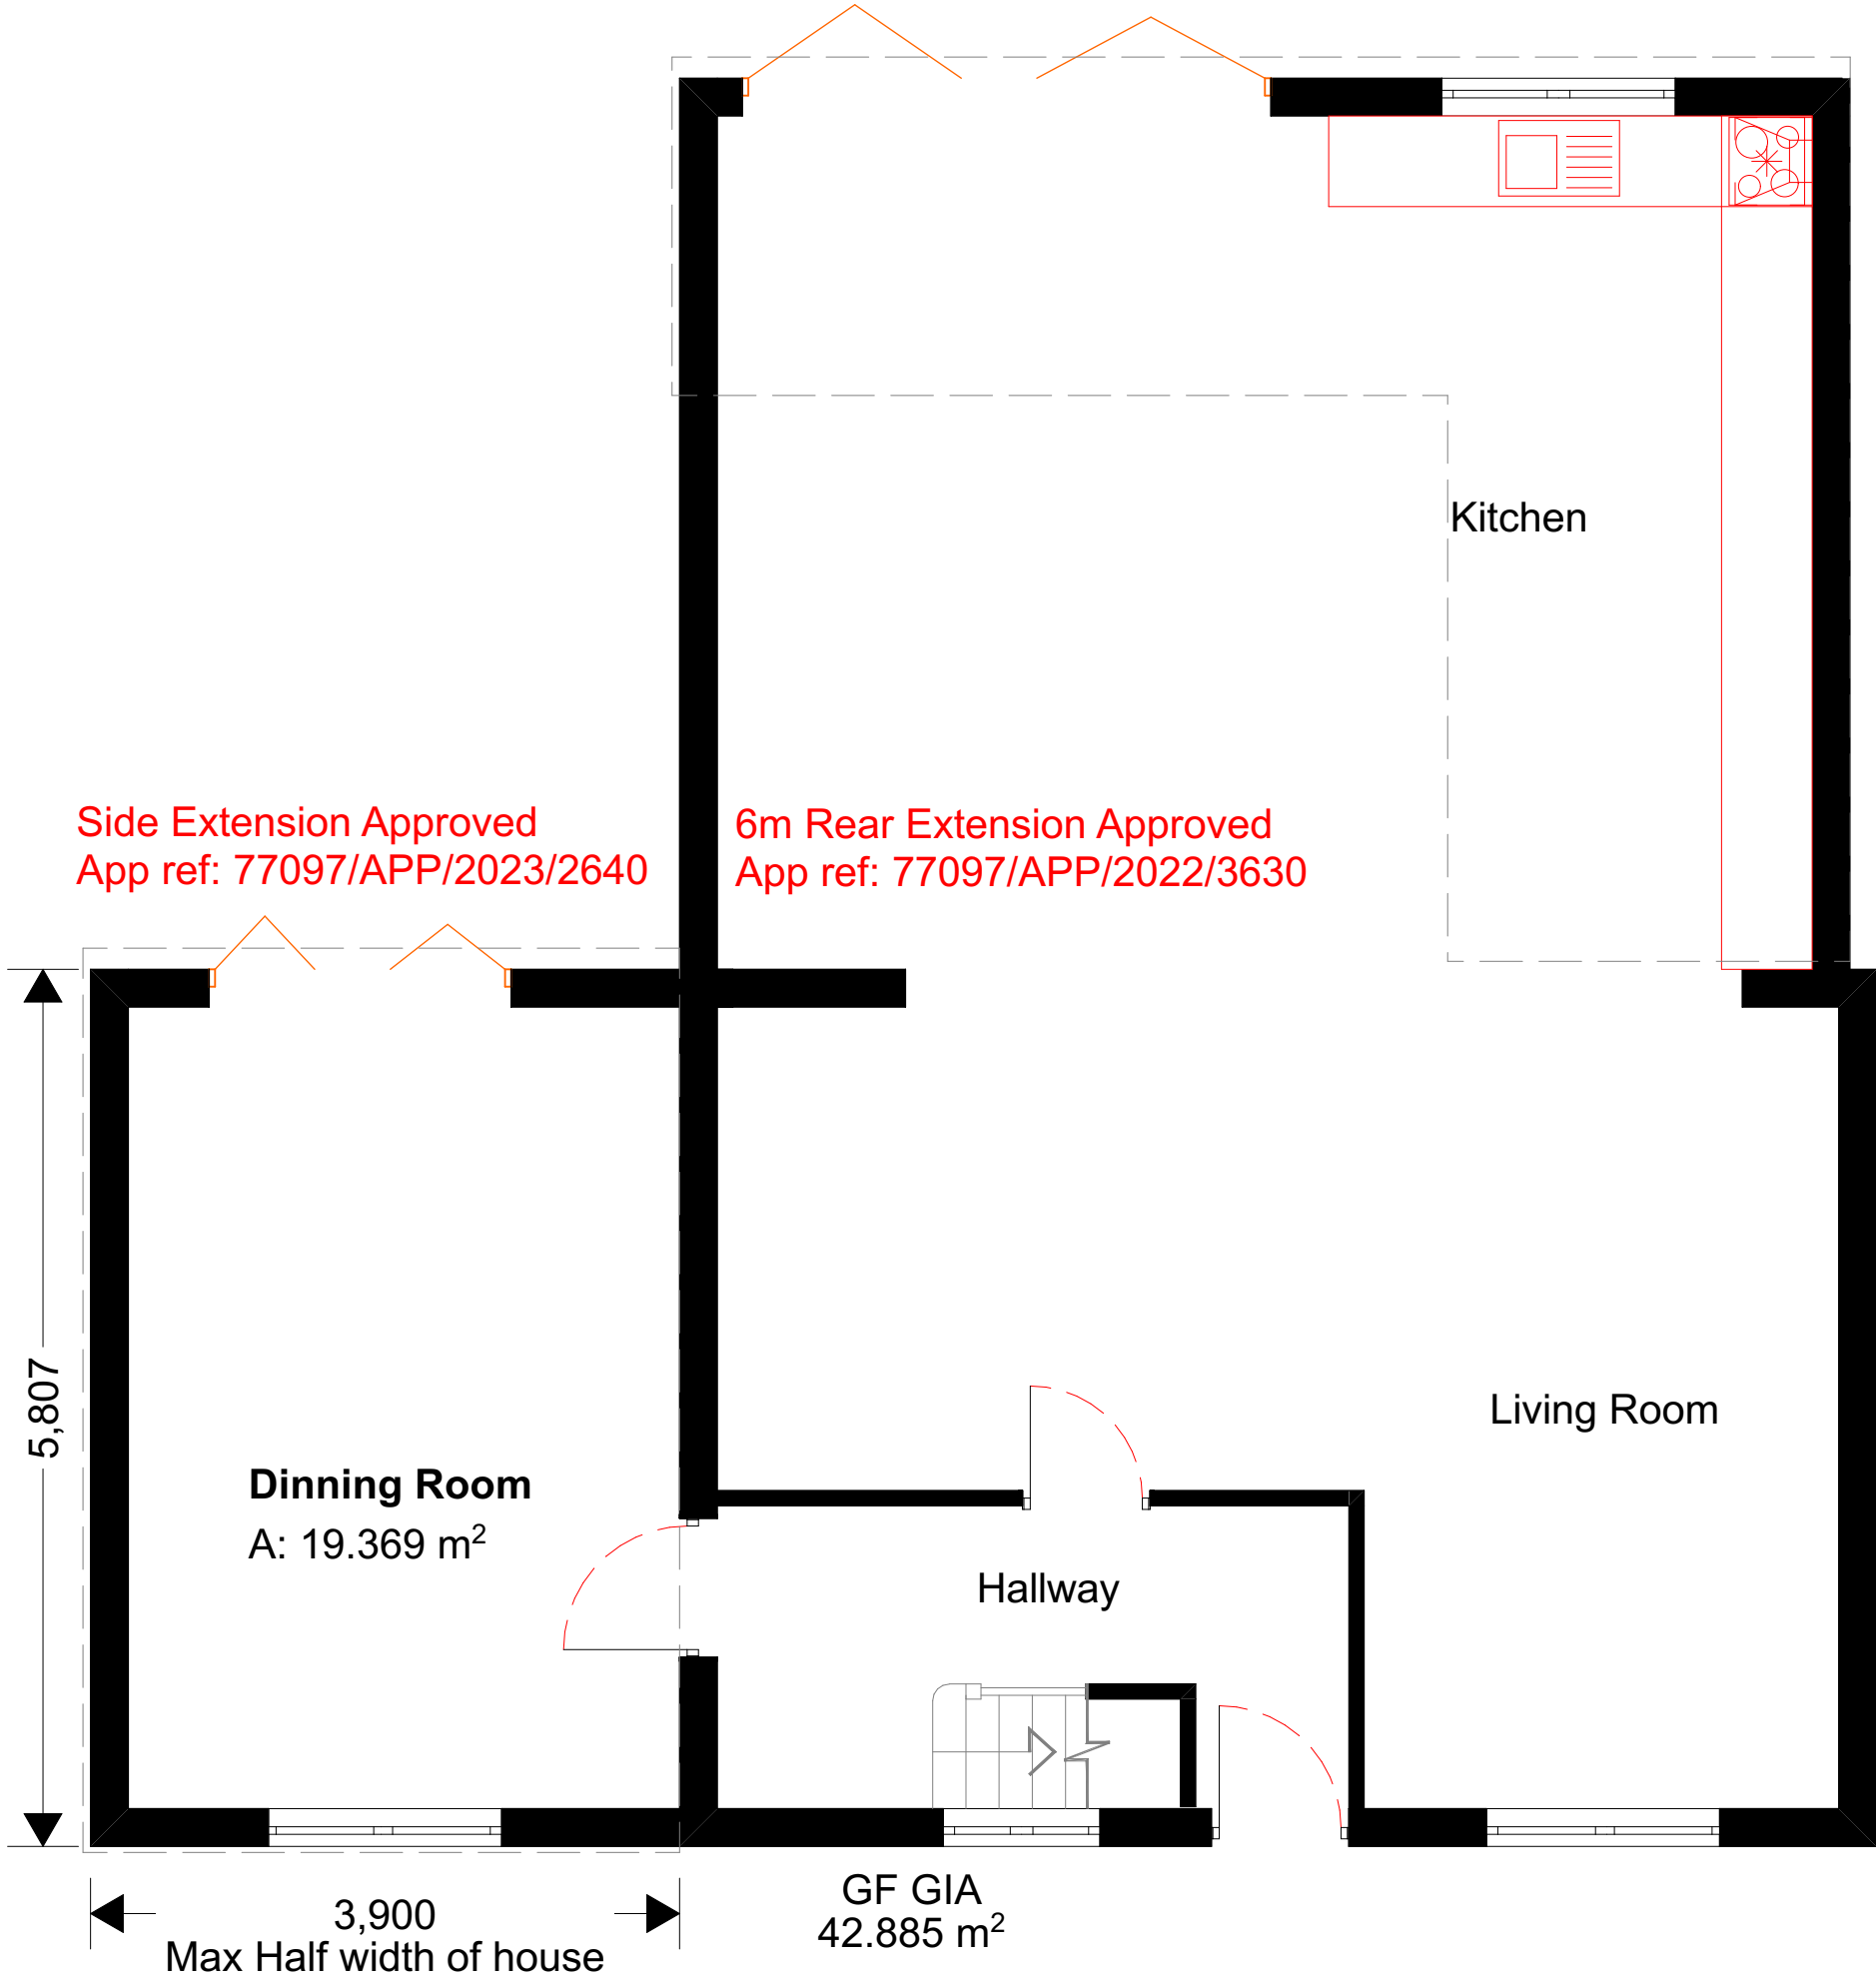 Kitchen
Side Extension Approved
App ref: 77097/APP/2023/2640
6m Rear Extension Approved
App ref: 77097/APP/2022/3630
5,807
Living Room
Dinning Room
A: 19.369 m²
Hallway
GF GIA
42.885 m²
3,900
Max Half width of house